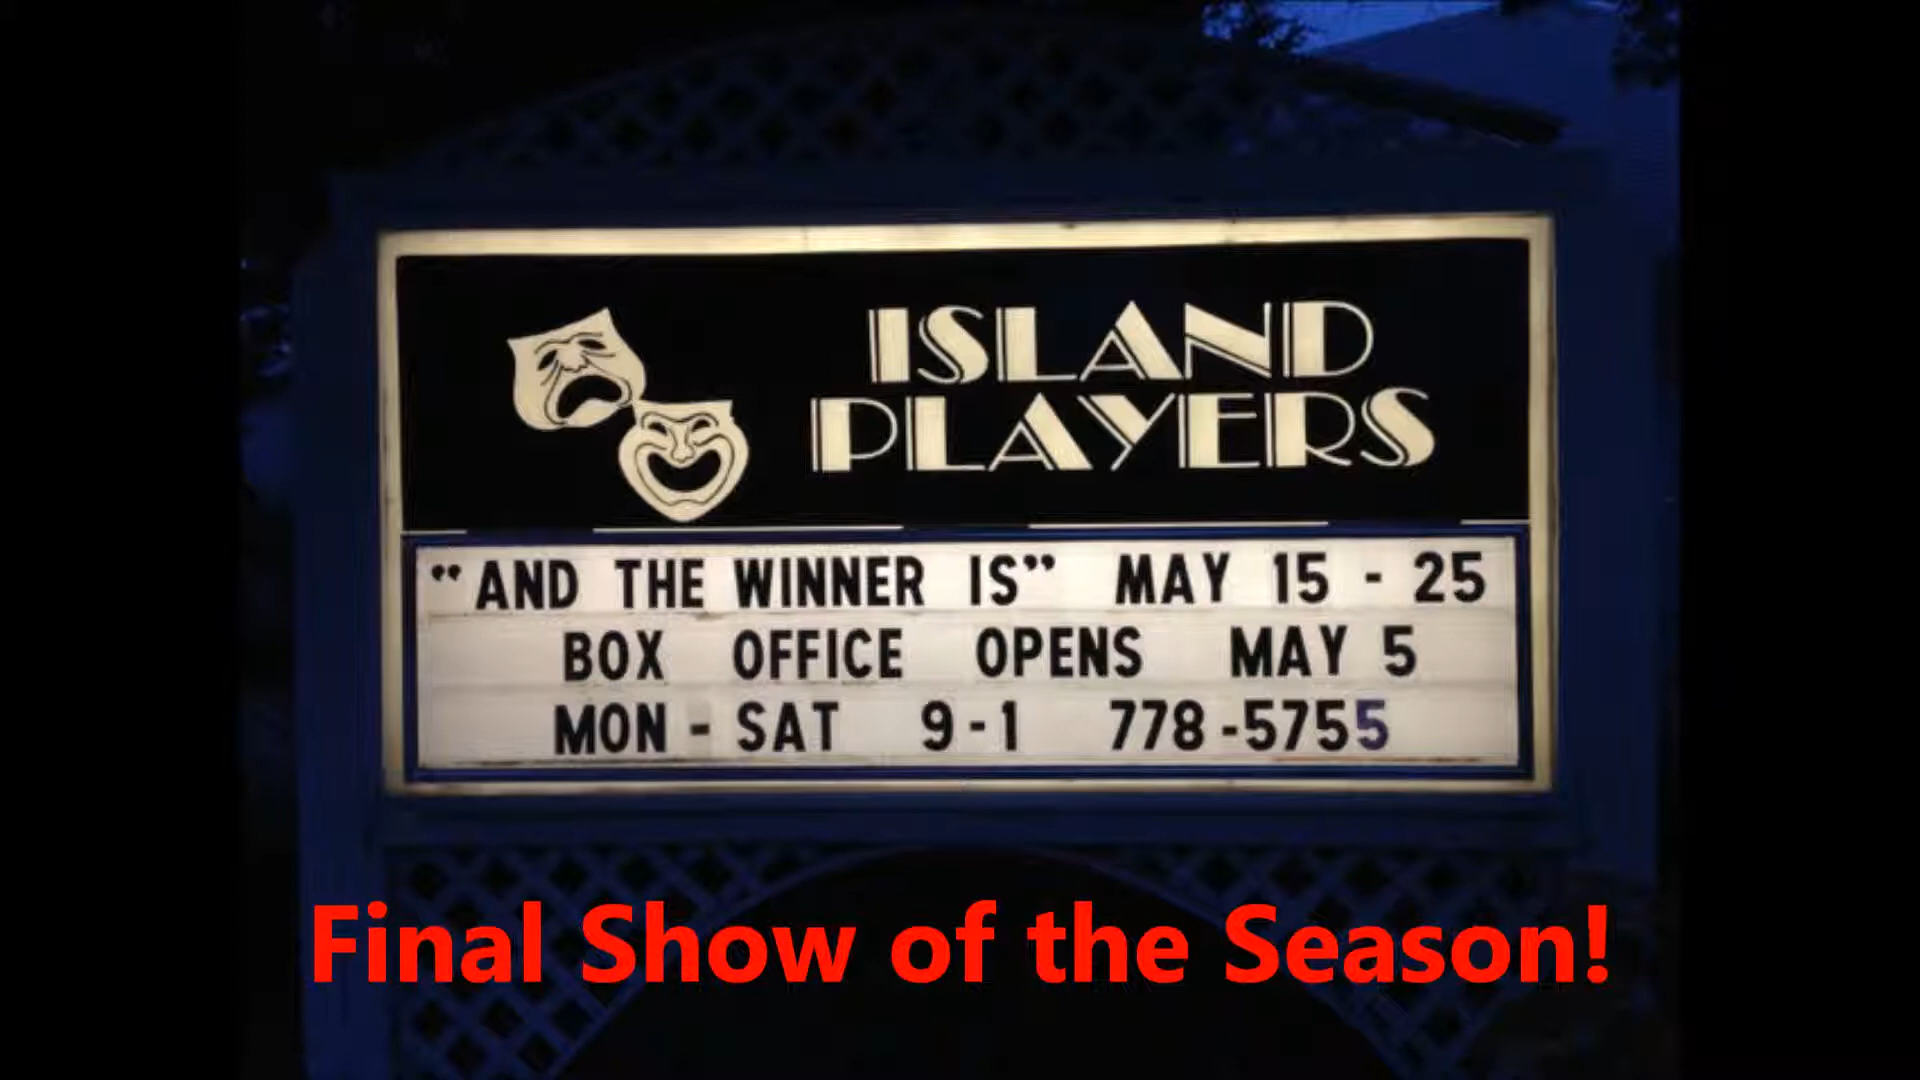 ISLAND
PLAYERS
"AND THE WINNER IS" MAY 15 - 25
BOX OFFICE OPENS MAY 5
MON - SAT 9-1 778-5755
Final Show of the Season!